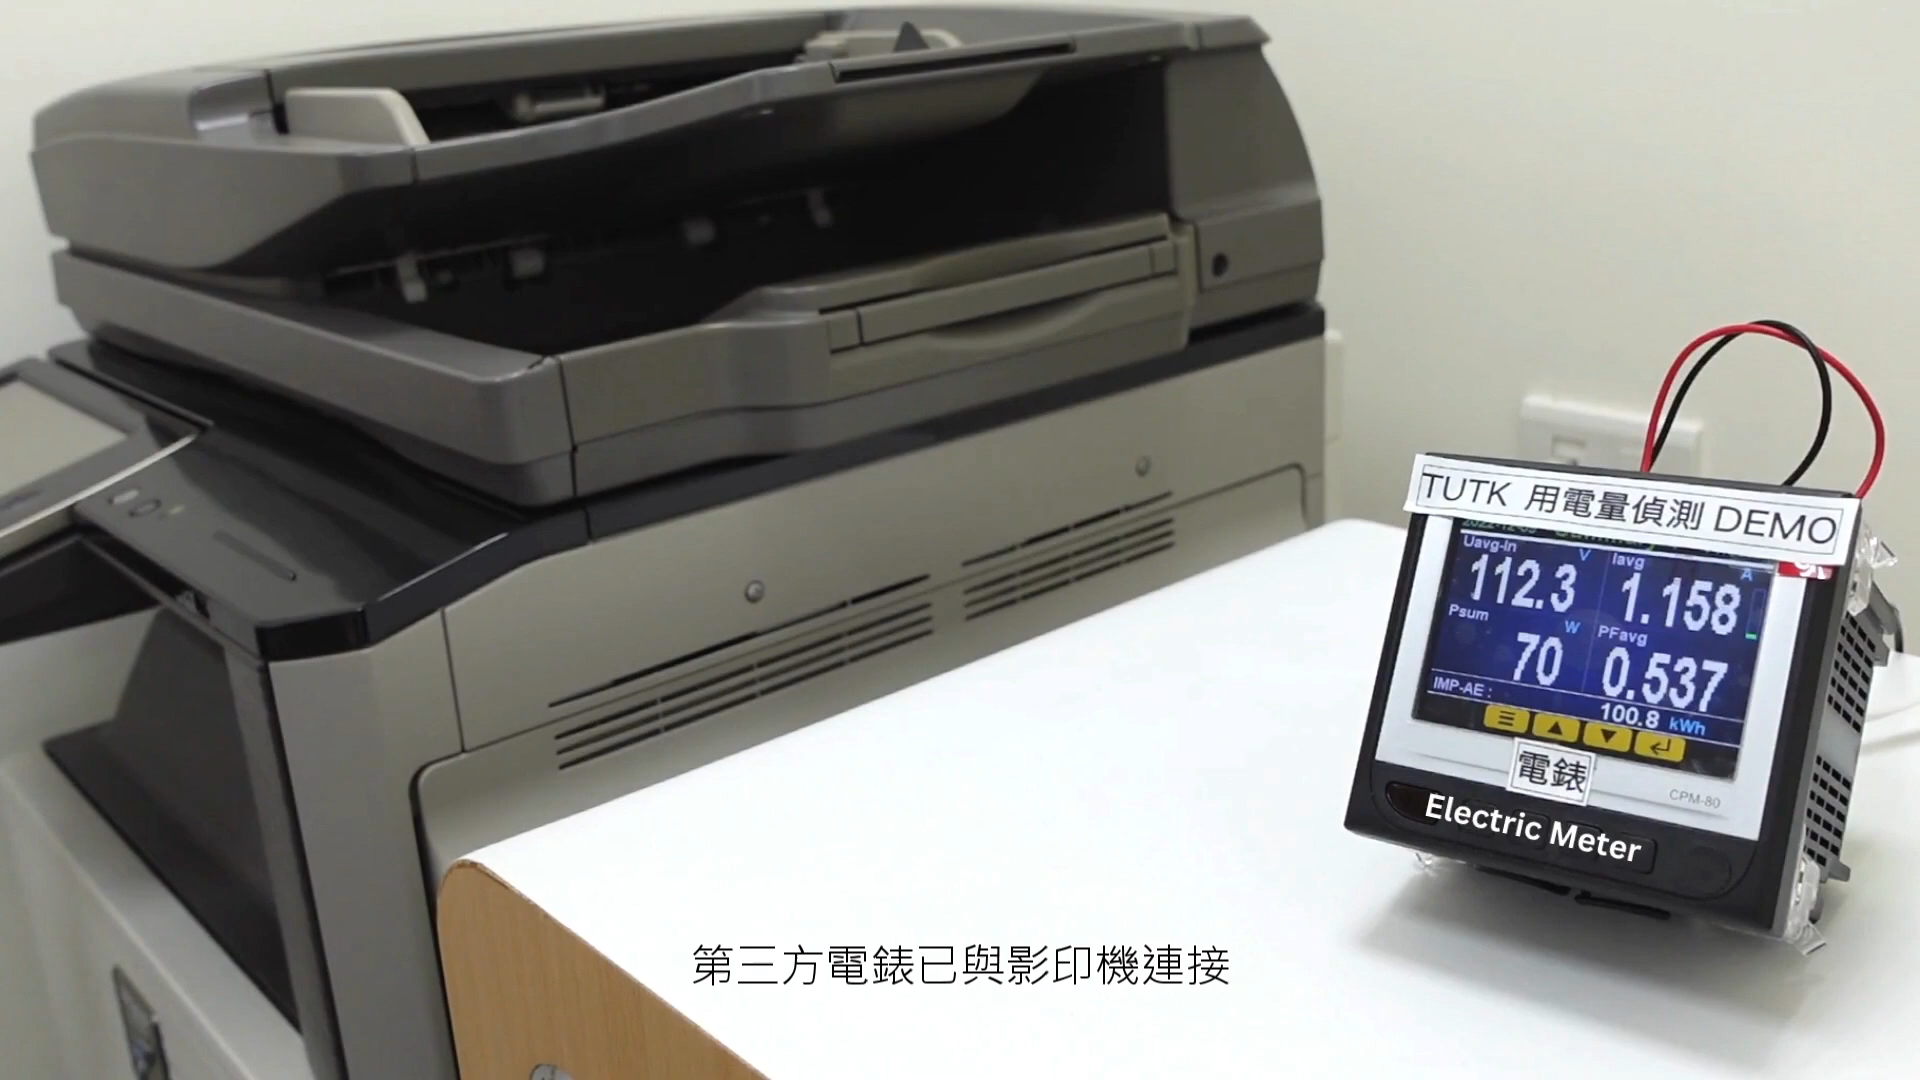 TUTK 用電量偵測 DEMO
Uavg-In V Iavg A
112.3 1.158
Psum W PFavg
70 0.537
IMP-AE :
100.8 kWh
電錶
CPM-80
Electric Meter
第三方電錶已與影印機連接